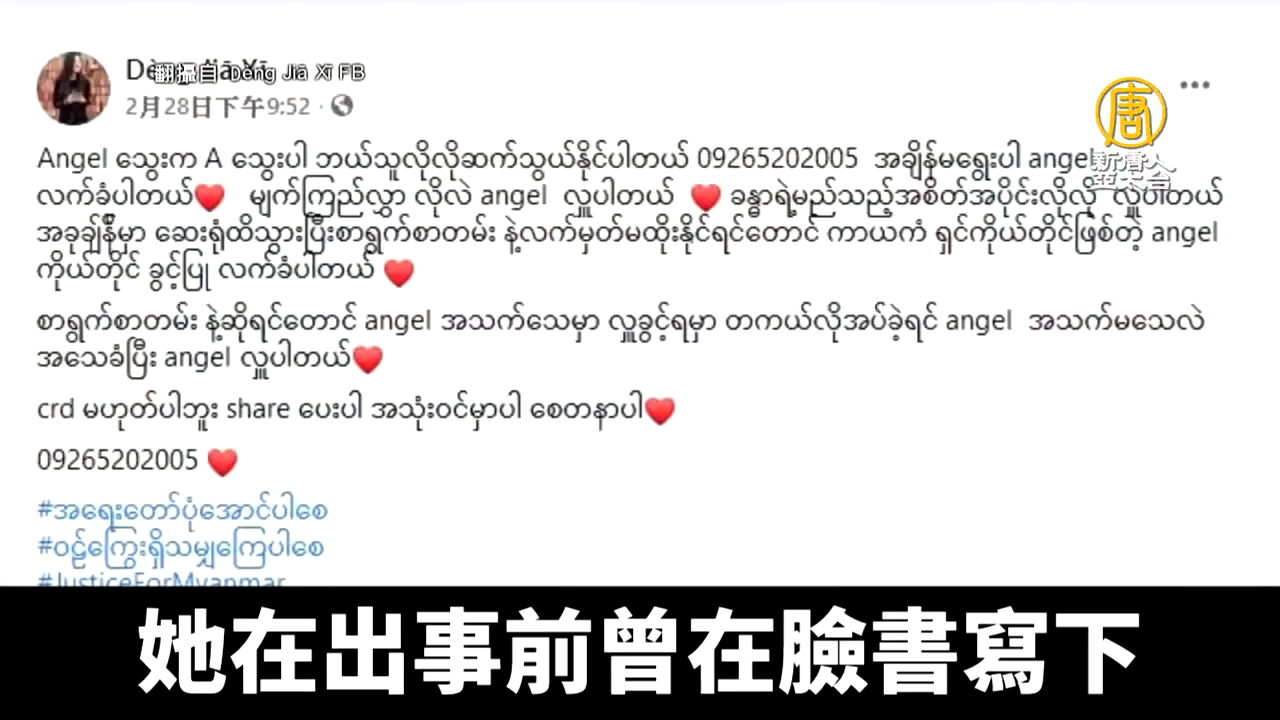 翻攝自 Dèng Jiā Xī FB
2月28日下午9:52
唐
新唐人
亞太台
Angel သွေးက A သွေးပါ ဘယ်သူလိုလိုဆက်သွယ်နိုင်ပါတယ် 09265202005 အချိန်မရွေးပါ angel
လက်ခံပါတယ်❤️ မျက်ကြည်လွှာ လိုလဲ angel လှူပါတယ် ❤️ ခန္ဓာရဲ့မည်သည့်အစိတ်အပိုင်းလိုလို လှူပါတယ်
အခုချိန်မှာ ဆေးရုံထိသွားပြီးစာရွက်စာတမ်း နဲ့လက်မှတ်မထိုးနိုင်ရင်တောင် ကာယကံ ရှင်ကိုယ်တိုင်ဖြစ်တဲ့ angel
ကိုယ်တိုင် ခွင့်ပြု လက်ခံပါတယ် ❤️
စာရွက်စာတမ်း နဲ့ဆိုရင်တောင် angel အသက်သေမှာ လှူခွင့်ရမှာ တကယ်လိုအပ်ခဲ့ရင် angel အသက်မသေလဲ
အသေခံပြီး angel လှူပါတယ်❤️
crd မဟုတ်ပါဘူး share ပေးပါ အသုံးဝင်မှာပါ စေတနာပါ❤️
09265202005 ❤️
#အရေးတော်ပုံအောင်ပါစေ
#ဝဋ်ကြွေးရှိသမျှကြေပါစေ
#JusticeForMyanmar
她在出事前曾在臉書寫下